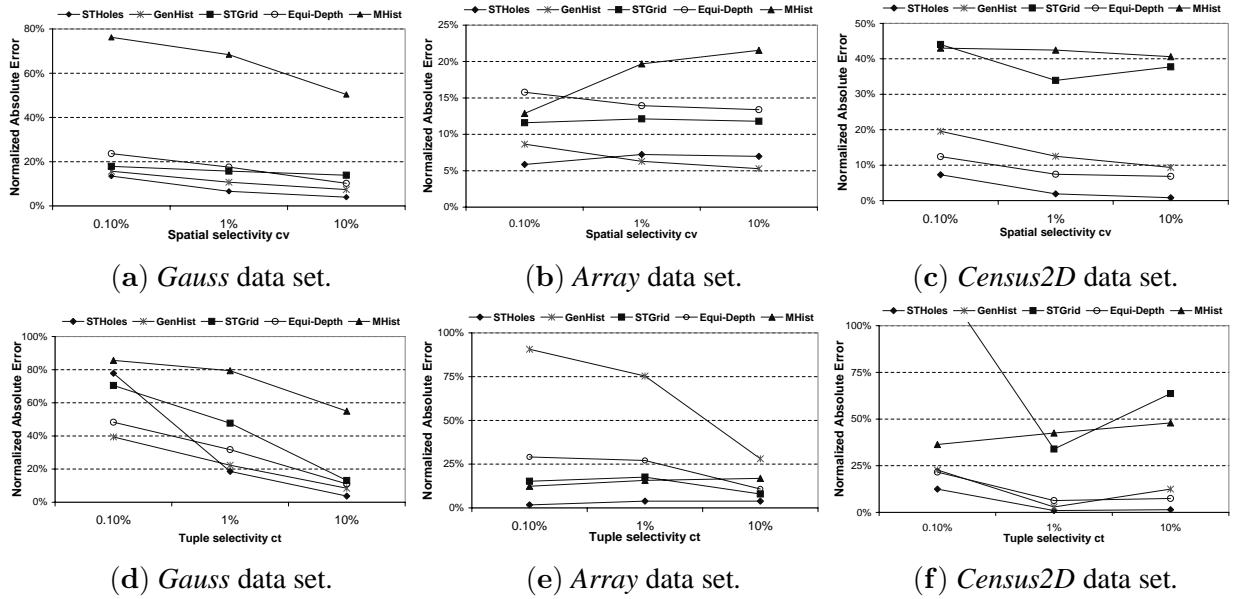 STHoles GenHist STGrid Equi-Depth MHist
Normalized Absolute Error
80%
60%
40%
20%
0%
0.10% 1% 10%
Spatial selectivity cv
(a) Gauss data set.
STHoles GenHist STGrid Equi-Depth MHist
Normalized Absolute Error
25%
20%
15%
10%
5%
0%
0.10% 1% 10%
Spatial selectivity cv
(b) Array data set.
STHoles GenHist STGrid Equi-Depth MHist
Normalized Absolute Error
50%
40%
30%
20%
10%
0%
0.10% 1% 10%
Spatial selectivity cv
(c) Census2D data set.
STHoles GenHist STGrid Equi-Depth MHist
Normalized Absolute Error
100%
80%
60%
40%
20%
0%
0.10% 1% 10%
Tuple selectivity ct
(d) Gauss data set.
STHoles GenHist STGrid Equi-Depth MHist
Normalized Absolute Error
100%
75%
50%
25%
0%
0.10% 1% 10%
Tuple selectivity ct
(e) Array data set.
STHoles GenHist STGrid Equi-Depth MHist
Normalized Absolute Error
100%
75%
50%
25%
0%
0.10% 1% 10%
Tuple selectivity ct
(f) Census2D data set.